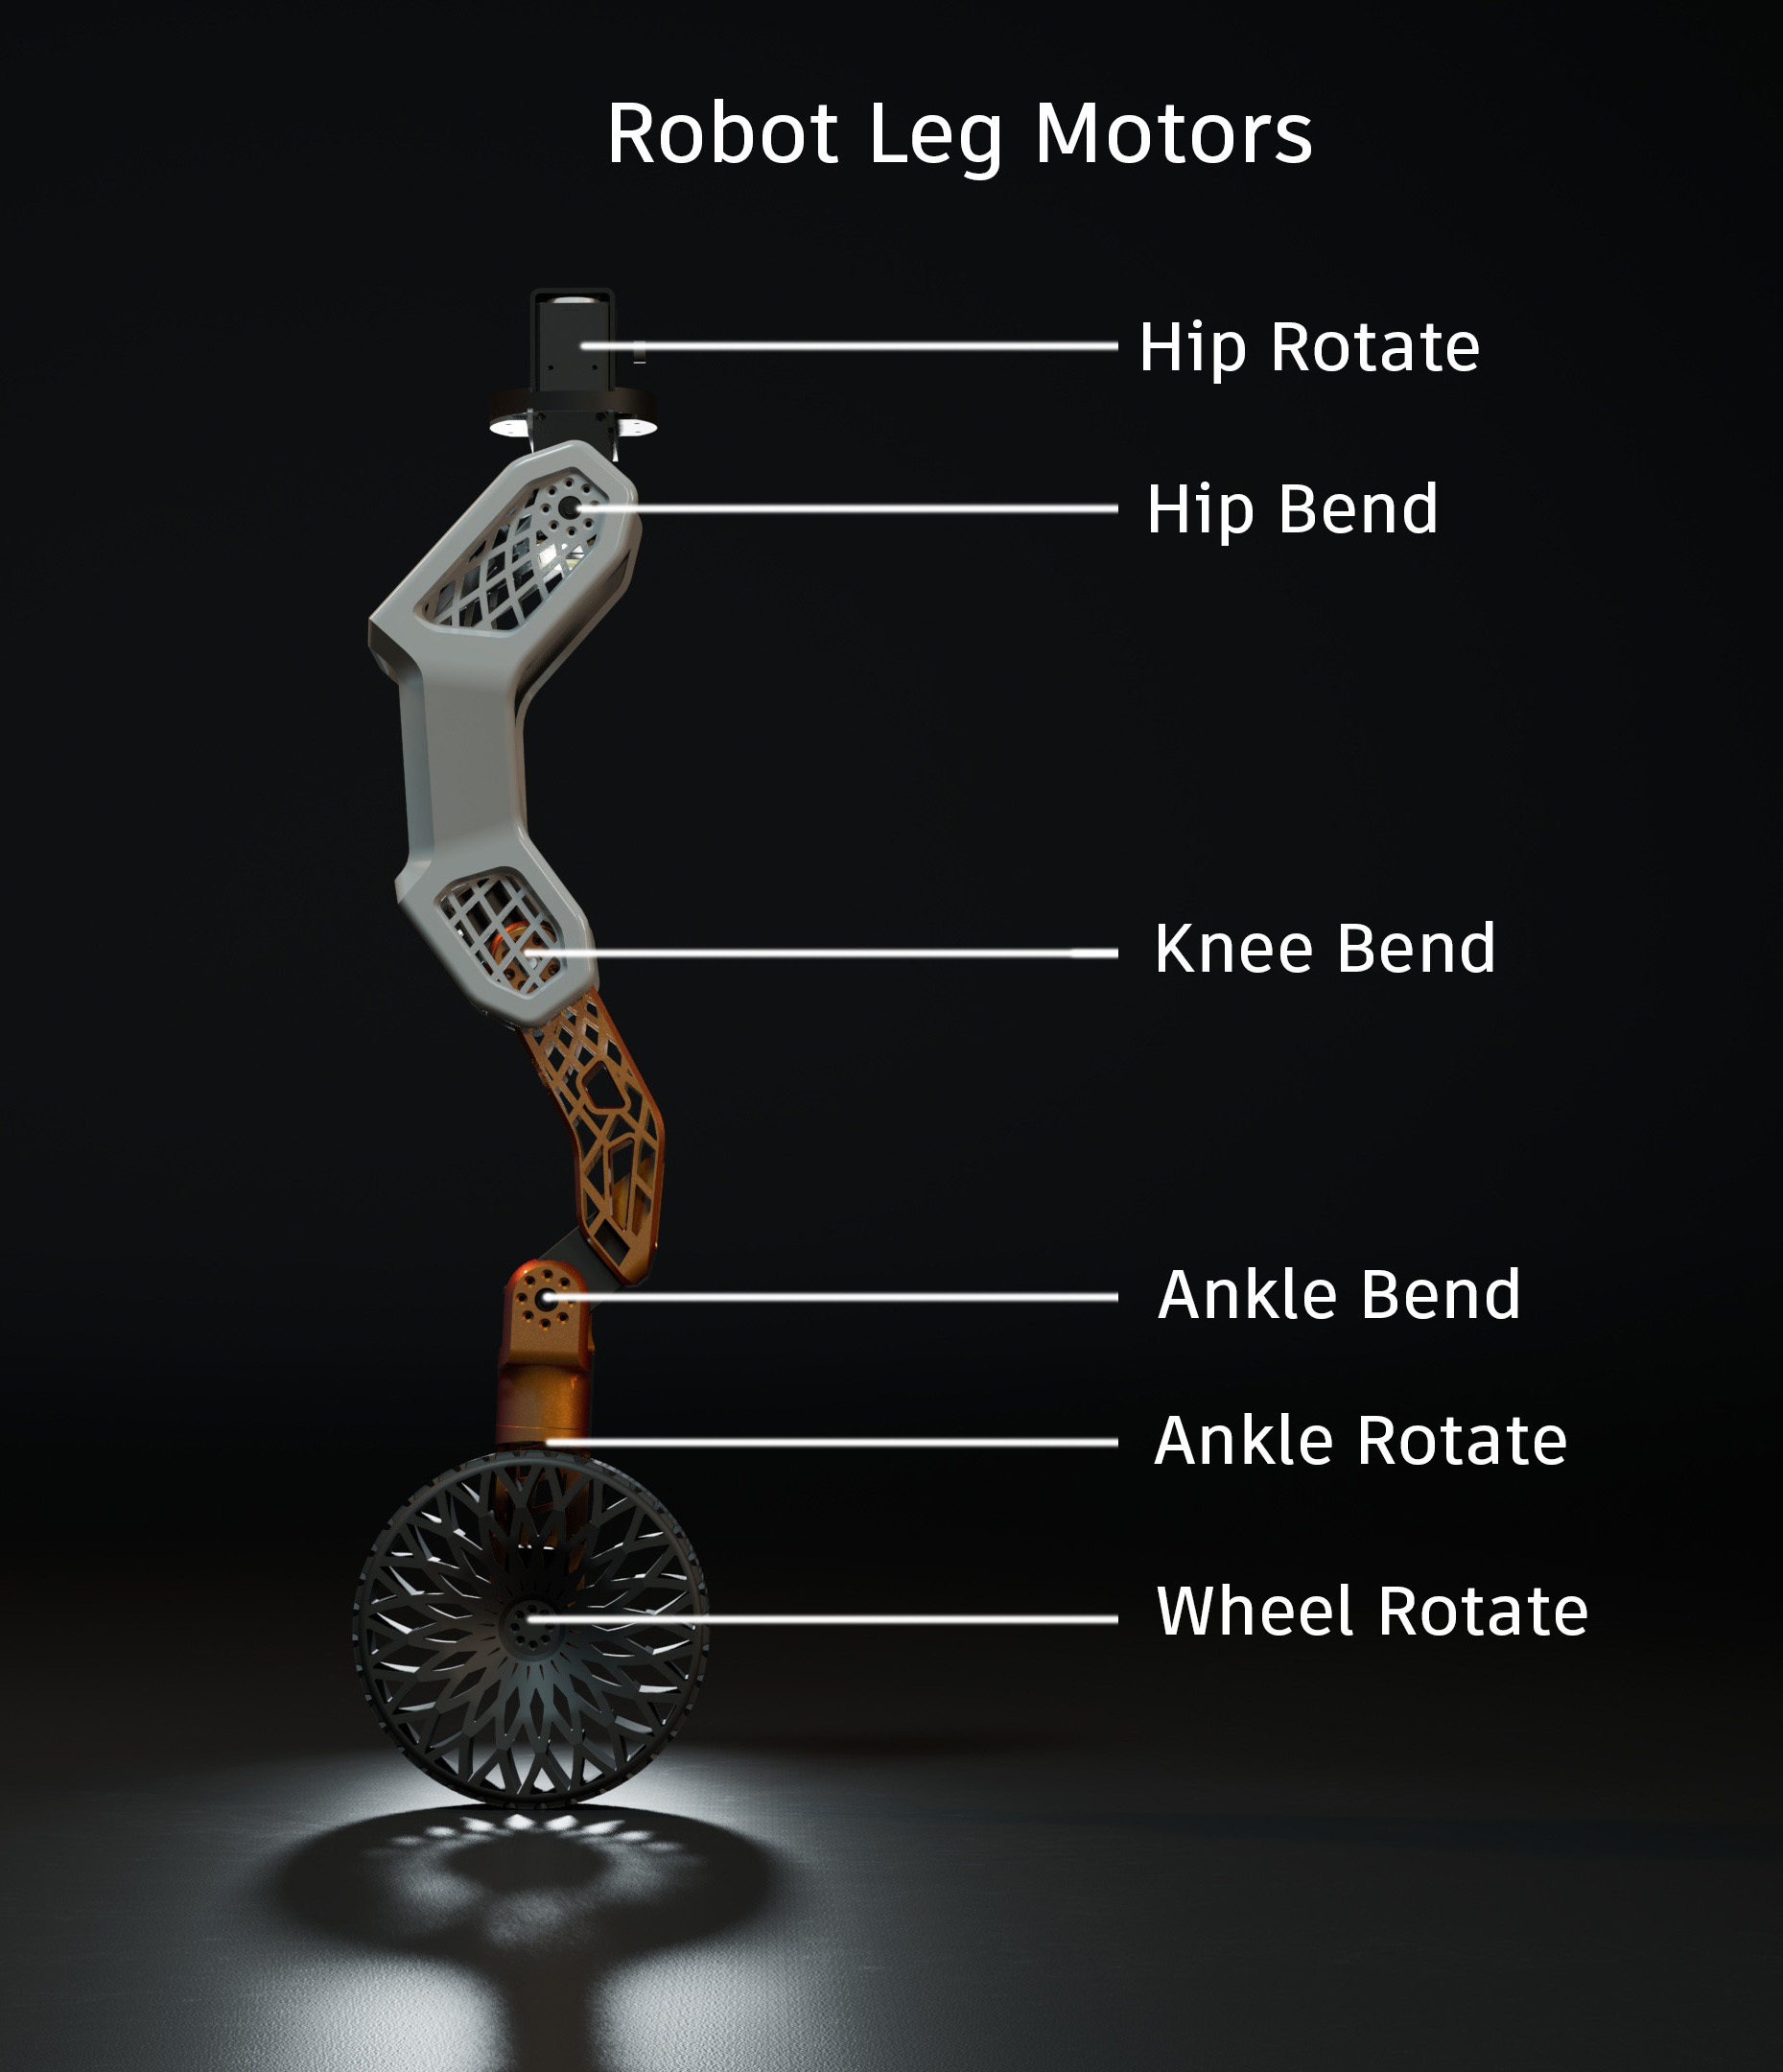 Robot Leg Motors
Hip Rotate
Hip Bend
Knee Bend
Ankle Bend
Ankle Rotate
Wheel Rotate